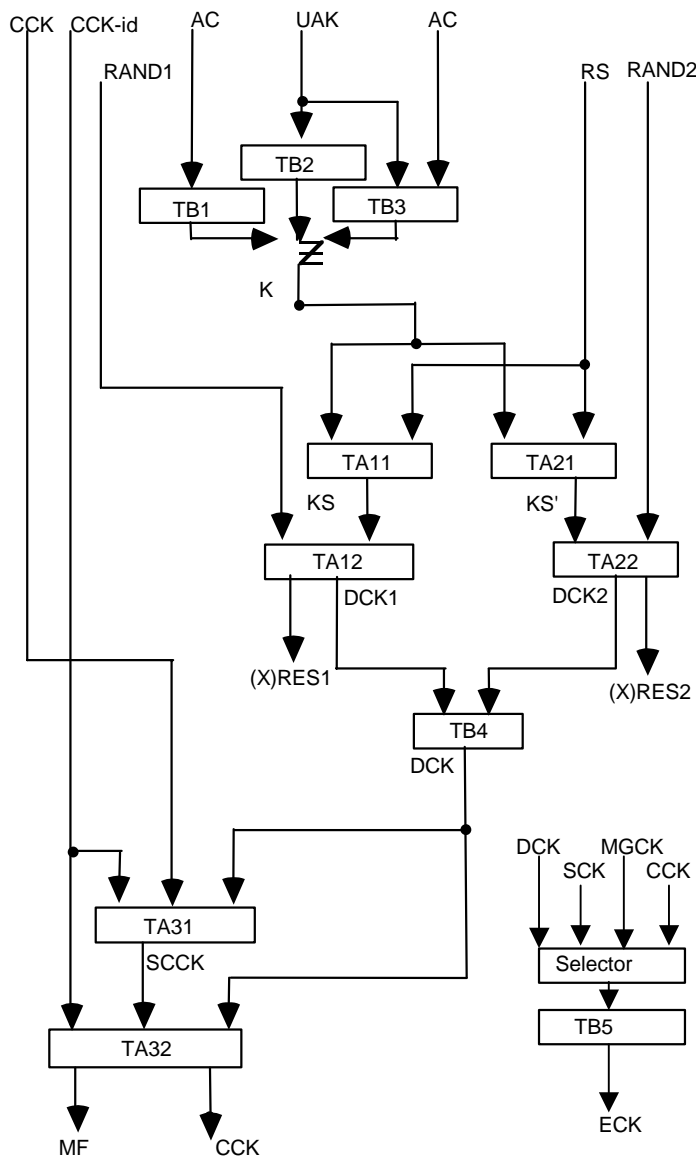 CCK CCK-id AC UAK AC
RAND1 RS RAND2
TB2
TB1 TB3
K
TA11 TA21
KS KS'
TA12 TA22
DCK1 DCK2
(X)RES1 (X)RES2
TB4
DCK
DCK MGCK
SCK CCK
TA31
SCCK Selector
TB5
TA32
ECK
MF CCK